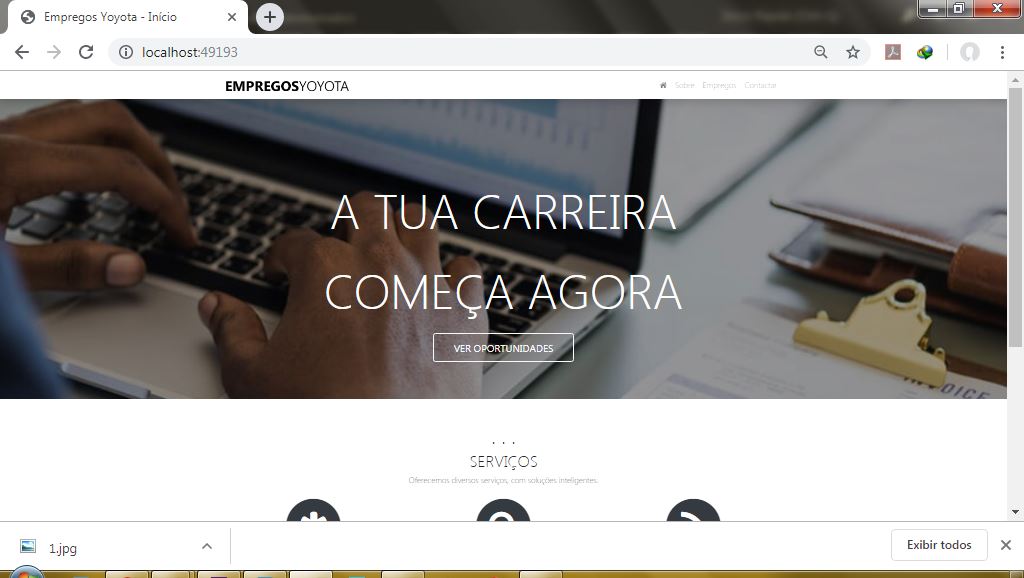 Empregos Yoyota - Início
localhost:49193
EMPREGOSYOYOTA
Sobre Empregos Contactar
A TUA CARREIRA
COMEÇA AGORA
VER OPORTUNIDADES
INVOICE
. . .
SERVIÇOS
Oferecemos diversos serviços, com soluções inteligentes.
1.jpg
Exibir todos